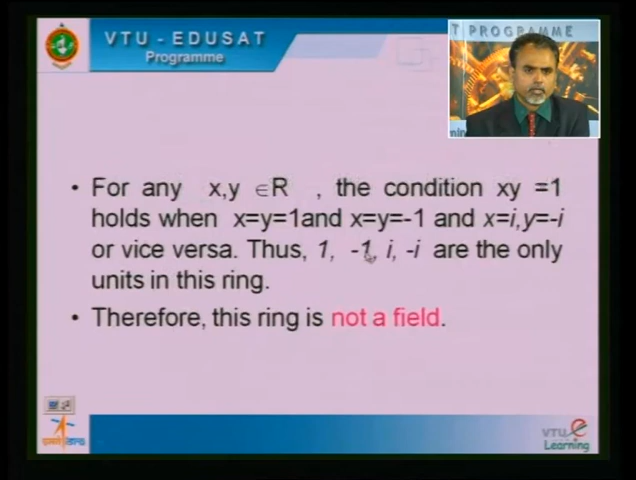 VTU - EDUSAT
Programme
T PROGRAMME
• For any x,y ∈R , the condition xy =1
holds when x=y=1and x=y=-1 and x=i,y=-i
or vice versa. Thus, 1, -1, i, -i are the only
units in this ring.
• Therefore, this ring is not a field.
VTU e
Learning